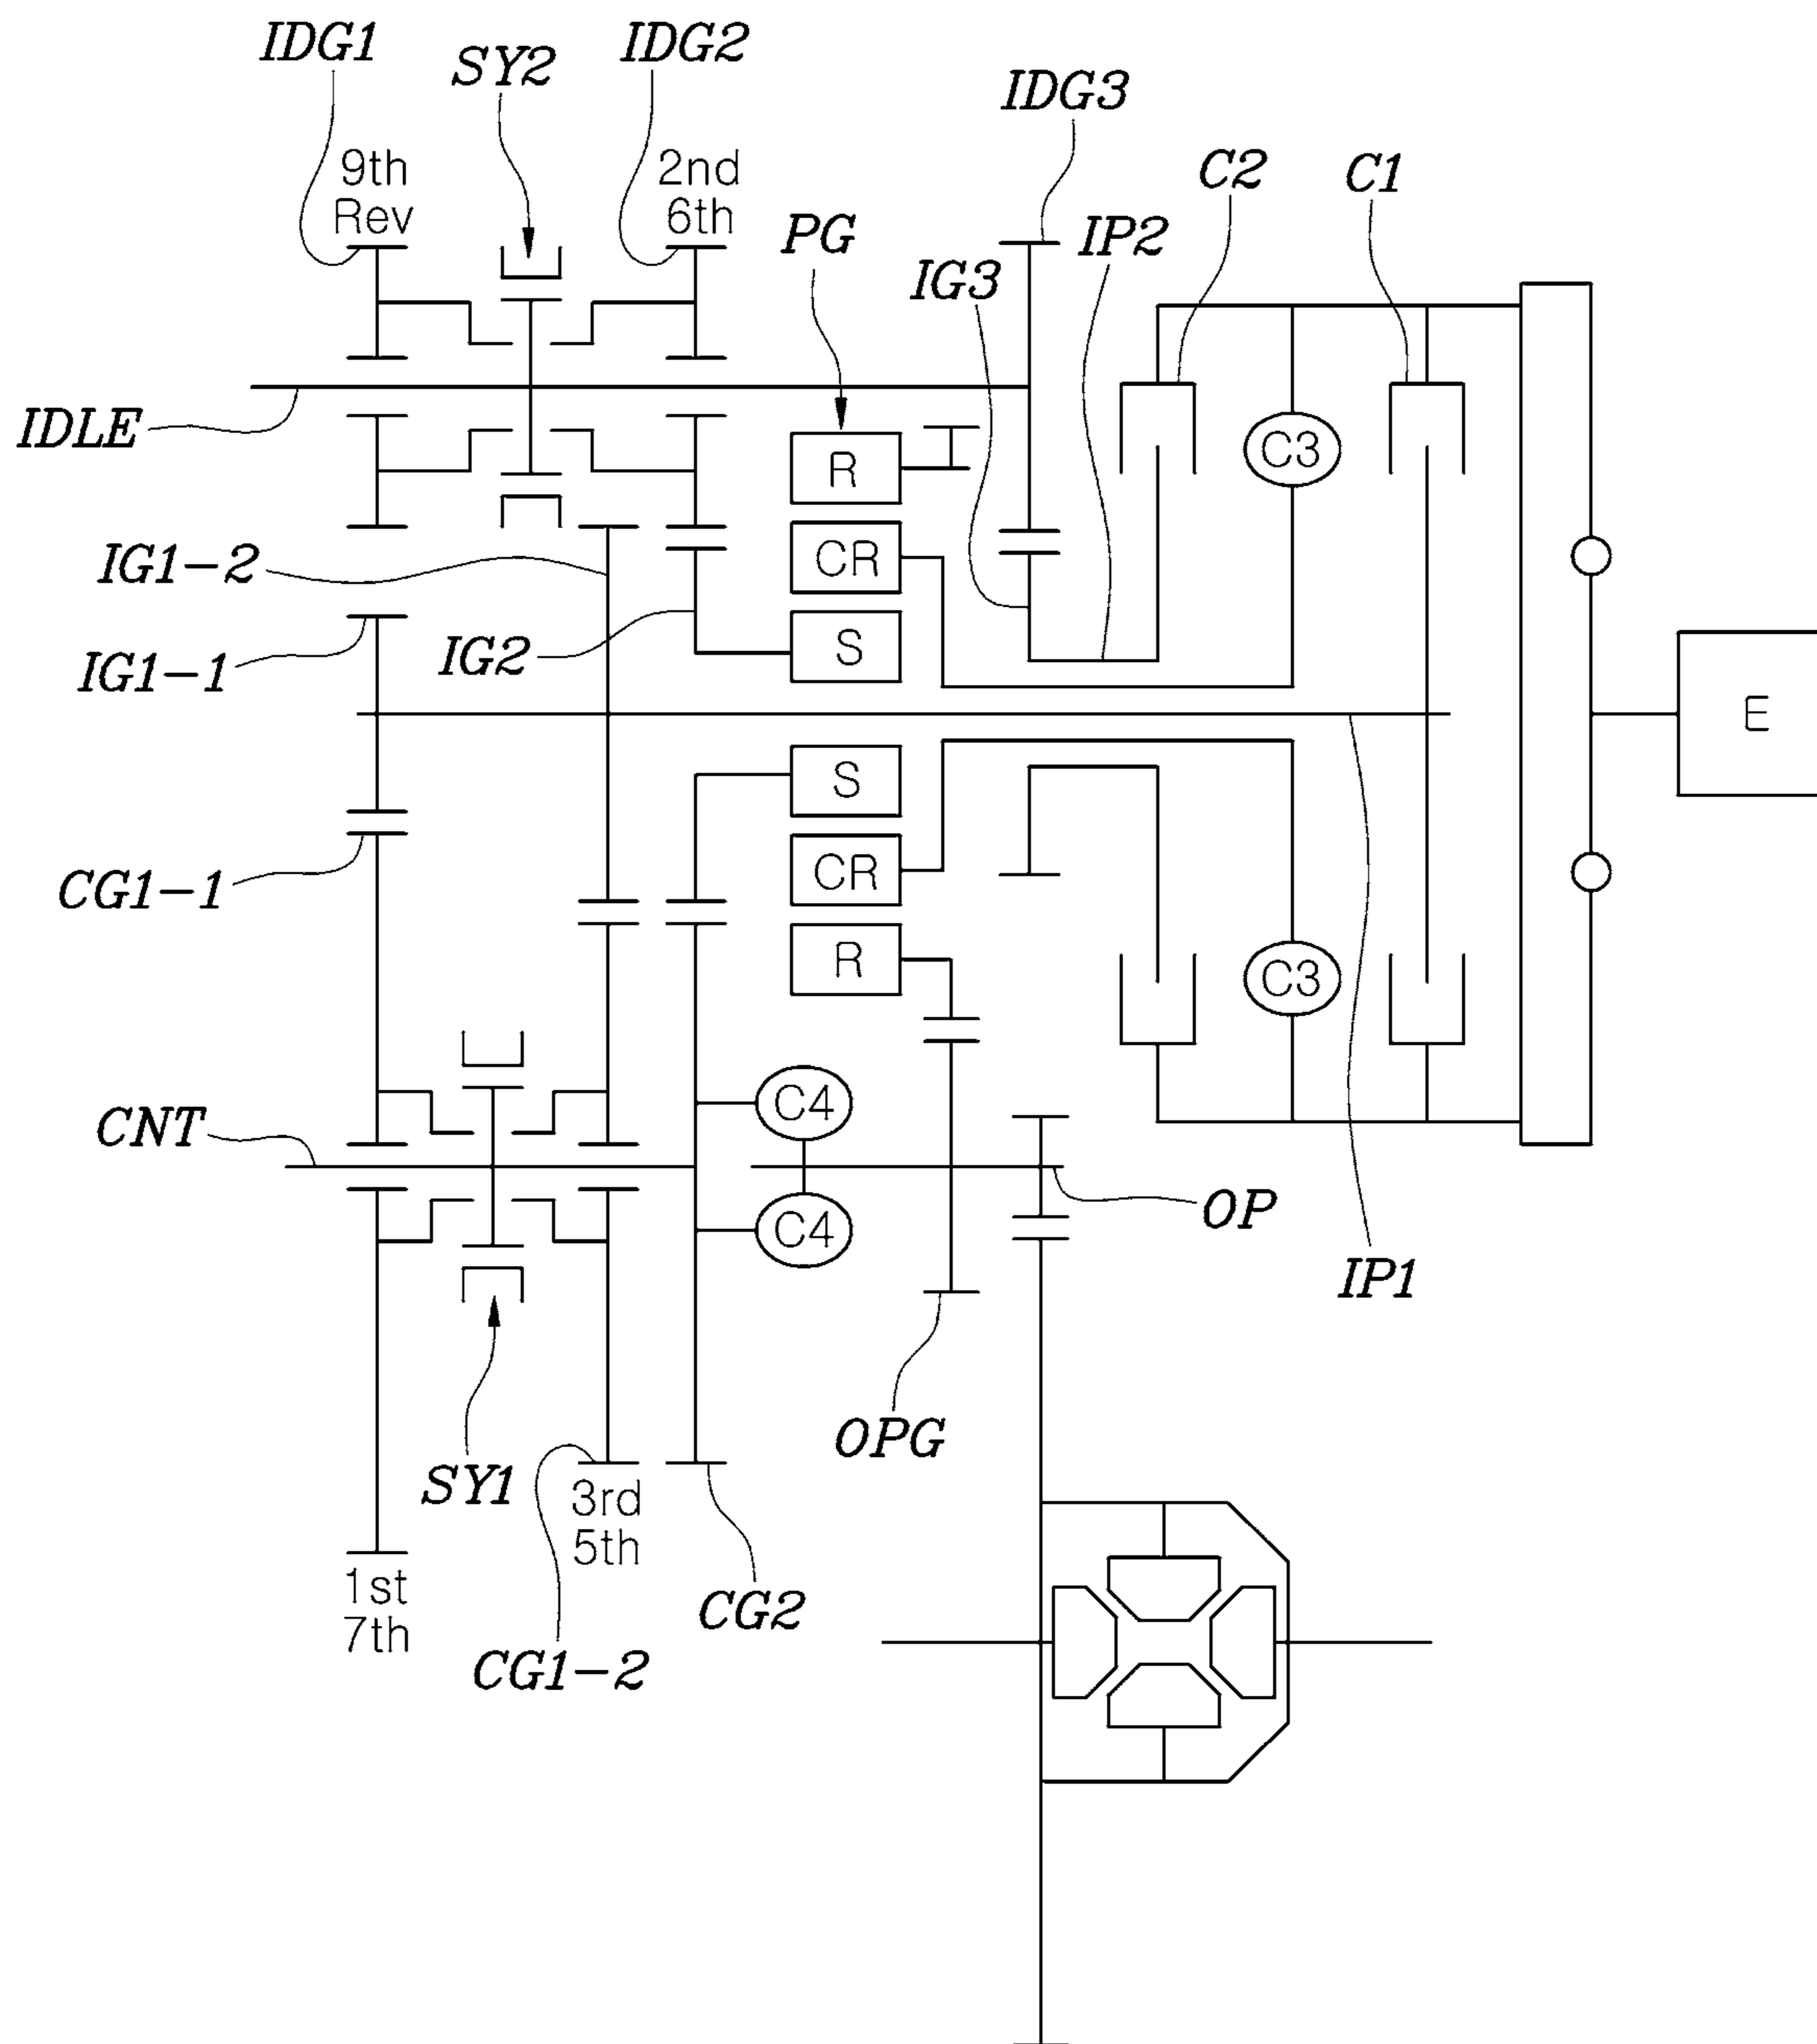 IDG1
SY2
IDG2
IDG3
9th
Rev
2nd
6th
C2
C1
PG
IP2
IG3
IDLE
R
C3
CR
IG1-2
S
IG2
IG1-1
E
S
CR
CG1-1
R
C3
C4
CNT
OP
C4
IP1
OPG
SY1
3rd
5th
1st
7th
CG2
CG1-2